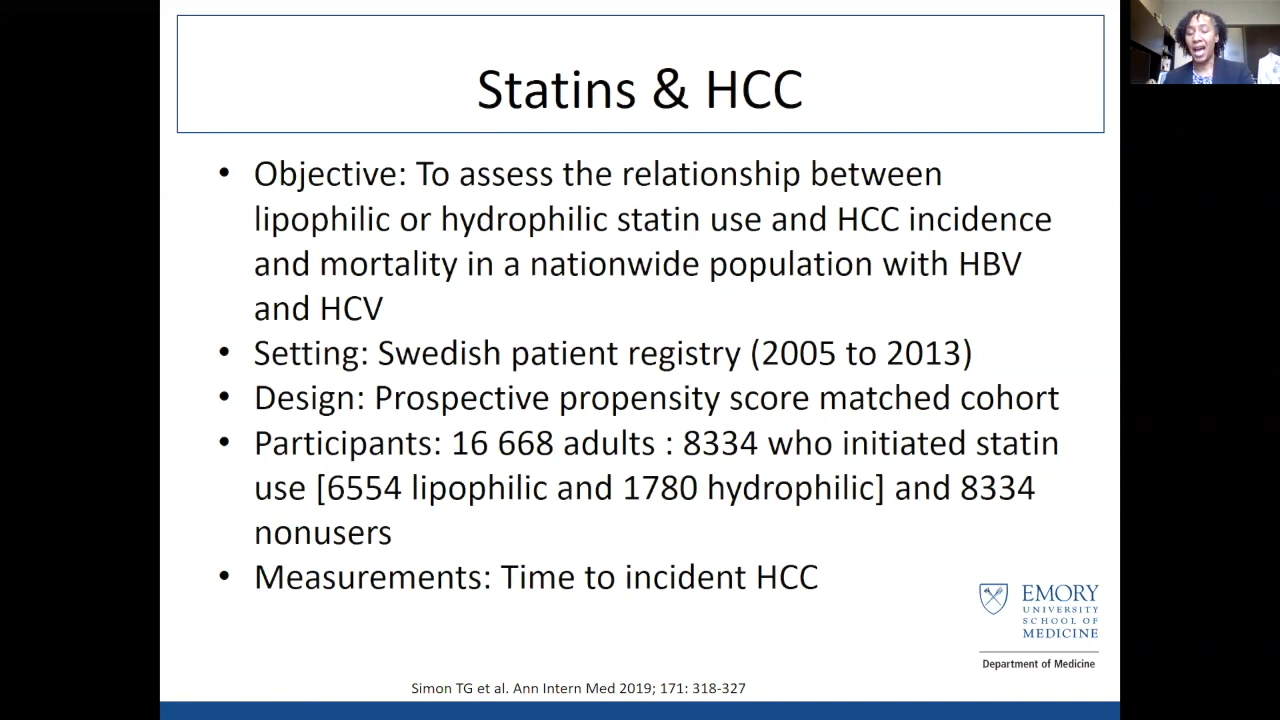 Statins & HCC
• Objective: To assess the relationship between
lipophilic or hydrophilic statin use and HCC incidence
and mortality in a nationwide population with HBV
and HCV
• Setting: Swedish patient registry (2005 to 2013)
• Design: Prospective propensity score matched cohort
• Participants: 16 668 adults : 8334 who initiated statin
use [6554 lipophilic and 1780 hydrophilic] and 8334
nonusers
• Measurements: Time to incident HCC
EMORY
UNIVERSITY
SCHOOL OF
MEDICINE
Department of Medicine
Simon TG et al. Ann Intern Med 2019; 171: 318-327